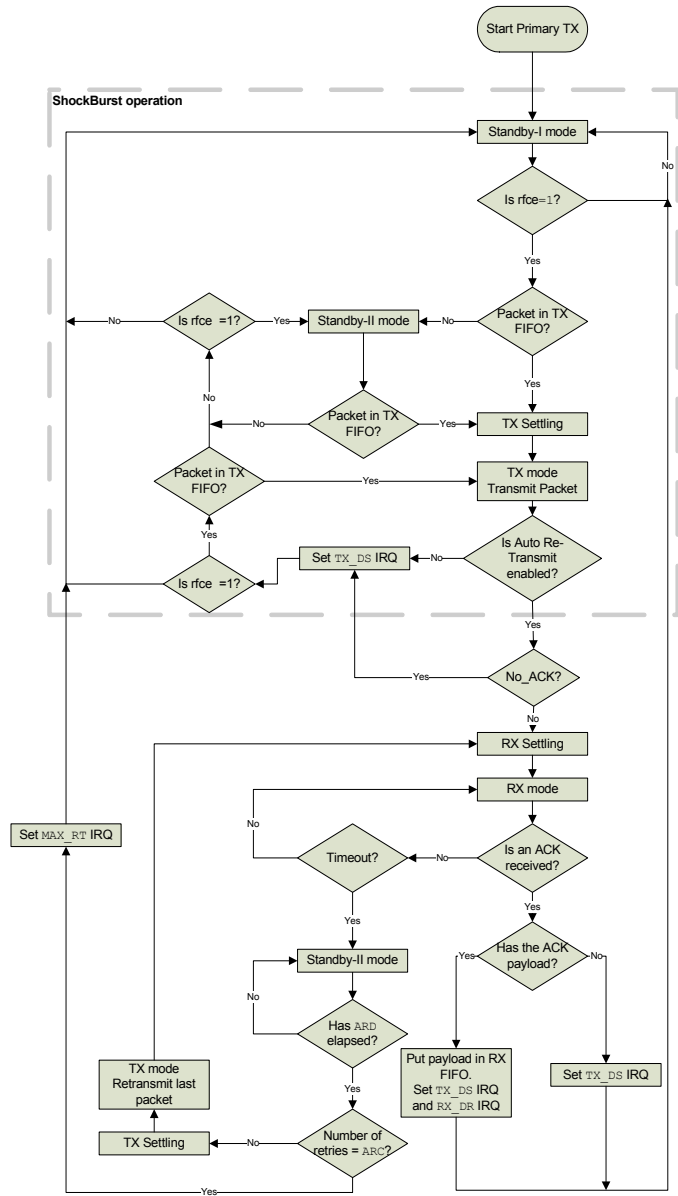 Start Primary TX
ShockBurst operation
Standby-I mode
No
Is rfce=1?
Yes
Is rfce =1?
No
Yes
Standby-II mode
No
Packet in TX
FIFO?
Yes
No
No
Packet in TX
FIFO?
Yes
TX Settling
Packet in TX
FIFO?
Yes
TX mode
Transmit Packet
Yes
Is rfce =1?
Set TX_DS IRQ
No
Is Auto Re-
Transmit
enabled?
Yes
Yes
No_ACK?
No
RX Settling
RX mode
Set MAX_RT IRQ
No
Timeout?
No
Is an ACK
received?
Yes
Yes
Standby-II mode
Yes
Has the ACK
payload?
No
No
Has ARD
elapsed?
Yes
TX mode
Retransmit last
packet
Put payload in RX
FIFO.
Set TX_DS IRQ
and RX_DR IRQ
Set TX_DS IRQ
TX Settling
No
Number of
retries = ARC?
Yes